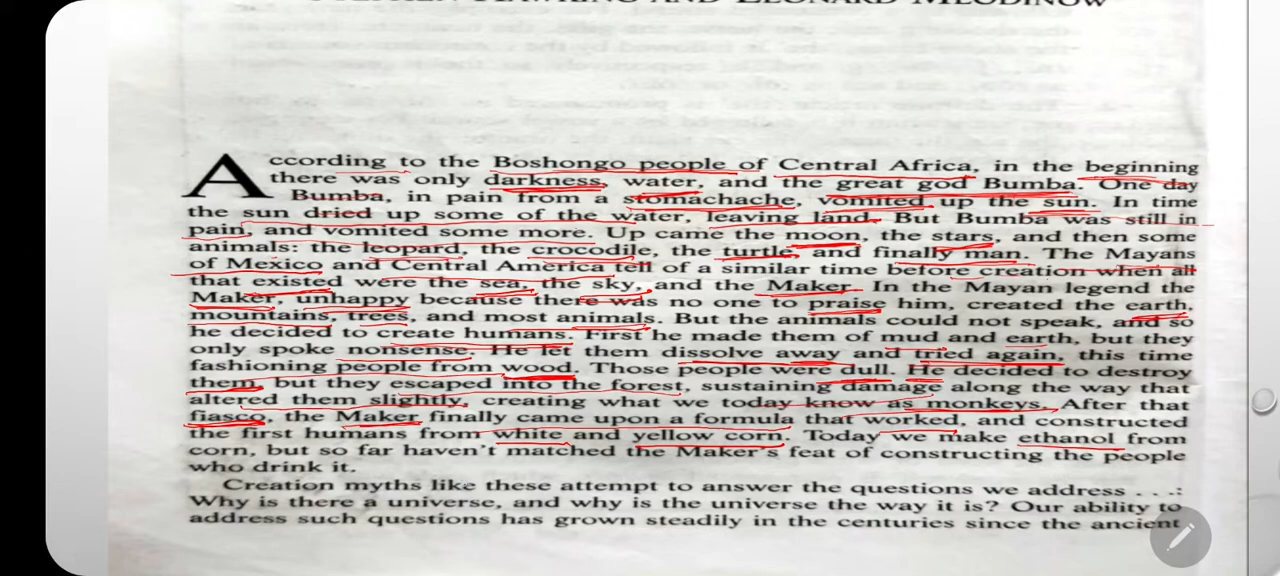 STEPHEN HAWKING AND LEONARD MLODINOW
According to the Boshongo people of Central Africa, in the beginning
there was only darkness, water, and the great god Bumba. One day
Bumba, in pain from a stomachache, vomited up the sun. In time
the sun dried up some of the water, leaving land. But Bumba was still in
pain, and vomited some more. Up came the moon, the stars, and then some
animals: the leopard, the crocodile, the turtle, and finally man. The Mayans
of Mexico and Central America tell of a similar time before creation when all
that existed were the sea, the sky, and the Maker. In the Mayan legend the
Maker, unhappy because there was no one to praise him, created the earth,
mountains, trees, and most animals. But the animals could not speak, and so
he decided to create humans. First he made them of mud and earth, but they
only spoke nonsense. He let them dissolve away and tried again, this time
fashioning people from wood. Those people were dull. He decided to destroy
them, but they escaped into the forest, sustaining damage along the way that
altered them slightly, creating what we today know as monkeys. After that
fiasco, the Maker finally came upon a formula that worked, and constructed
the first humans from white and yellow corn. Today we make ethanol from
corn, but so far haven't matched the Maker's feat of constructing the people
who drink it.
Creation myths like these attempt to answer the questions we address . . .:
Why is there a universe, and why is the universe the way it is? Our ability to
address such questions has grown steadily in the centuries since the ancient